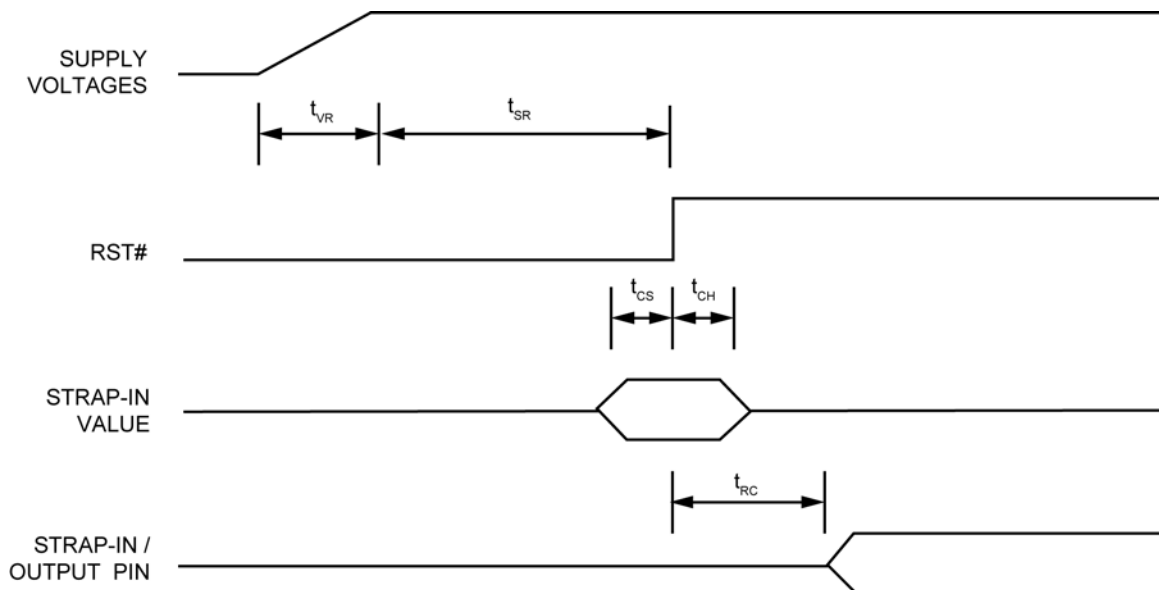 SUPPLY
VOLTAGES
tVR
tSR
RST#
tCS
tCH
STRAP-IN
VALUE
tRC
STRAP-IN /
OUTPUT PIN